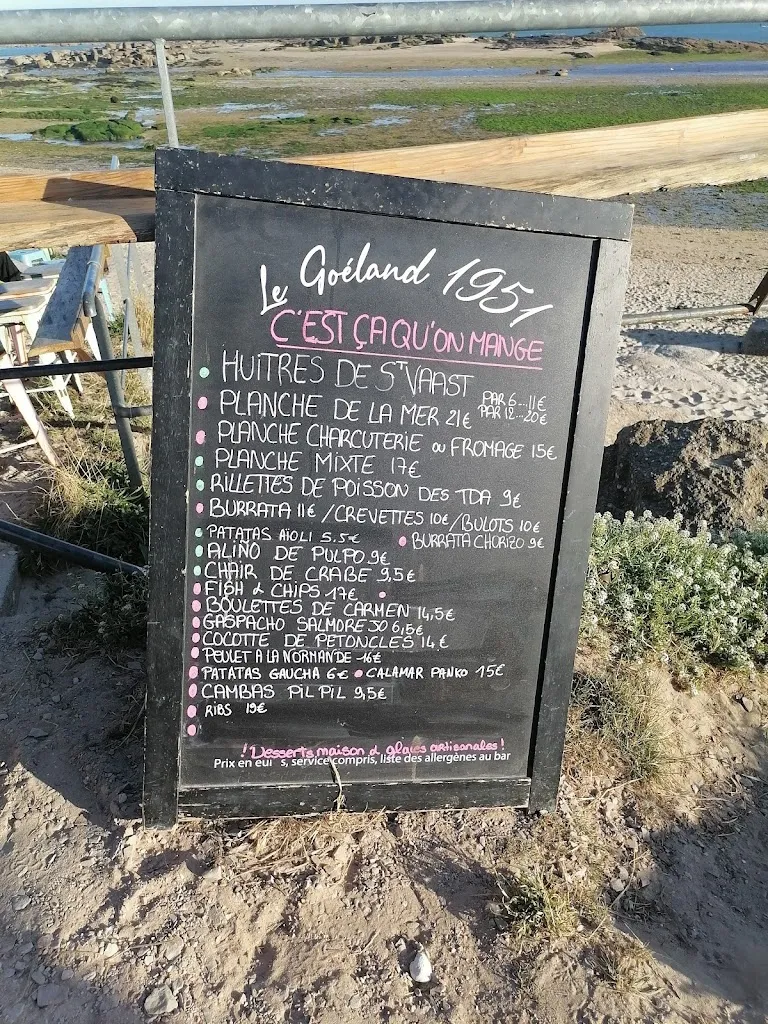 Le Goéland 1951
C'EST ÇA QU'ON MANGE
HUITRES DE ST VAAST PAR 6...11€
PAR 12...20€
PLANCHE DE LA MER 21€
PLANCHE CHARCUTERIE ou FROMAGE 15€
PLANCHE MIXTE 17€
RILLETTES DE POISSON DES TDA 9€
BURRATA 11€ / CREVETTES 10€ / BULOTS 10€
PATATAS AïOLI 5.5€ BURRATA CHORIZO 9€
ALIÑO DE PULPO 9€
CHAIR DE CRABE 9,5€
FISH & CHIPS 17€
BOULETTES DE CARMEN 14,5€
GASPACHO SALMOREJO 6,5€
COCOTTE DE PETONCLES 14€
POULET A LA NORMANDE 16€
PATATAS GAUCHA 6€ CALAMAR PANKO 15€
CAMBAS PIL PIL 9,5€
RIBS 19€
! Desserts maison & glaces artisanales !
Prix en eu s, service compris, liste des allergènes au bar